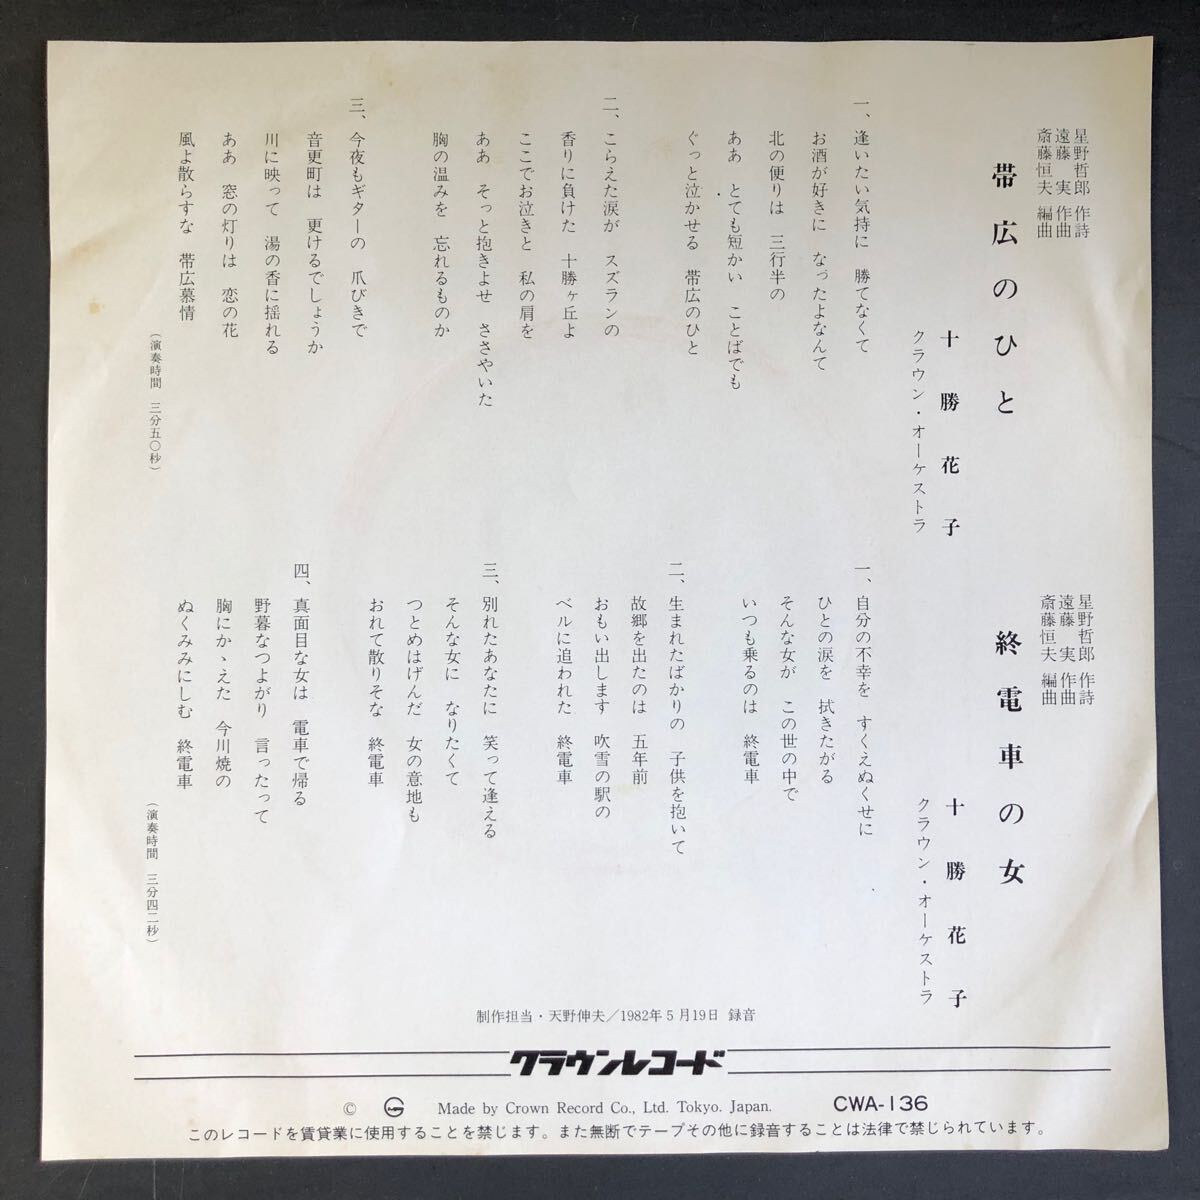 星野哲郎 作詩
遠藤 実 作曲
斎藤恒夫 編曲
帯広のひと
十勝花子
クラウン・オーケストラ
一、逢いたい気持に 勝てなくて
お酒が好きに なったよなんて
北の便りは 三行半の
ああ とても短かい ことばでも
ぐっと泣かせる 帯広のひと
二、こらえた涙が スズランの
香りに負けた 十勝ヶ丘よ
ここでお泣きと 私の肩を
ああ そっと抱きよせ ささやいた
胸の温みを 忘れるものか
三、今夜もギターの 爪びきで
音更町は 更けるでしょうか
川に映って 湯の香に揺れる
ああ 窓の灯りは 恋の花
風よ散らすな 帯広慕情
(演奏時間 三分五〇秒)
星野哲郎 作詩
遠藤 実 作曲
斎藤恒夫 編曲
終電車の女
十勝花子
クラウン・オーケストラ
一、自分の不幸を すくえぬくせに
ひとの涙を 拭きたがる
そんな女が この世の中で
いつも乗るのは 終電車
二、生まれたばかりの 子供を抱いて
故郷を出たのは 五年前
おもい出します 吹雪の駅の
ベルに追われた 終電車
三、別れたあなたに 笑って逢える
そんな女に なりたくて
つとめはげんだ 女の意地も
おれて散りそな 終電車
四、真面目な女は 電車で帰る
野暮なつよがり 言ったって
胸にかゝえた 今川焼の
ぬくみみにしむ 終電車
(演奏時間 三分四二秒)
制作担当・天野伸夫／1982年5月19日 録音
クラウンレコード
© Made by Crown Record Co., Ltd. Tokyo. Japan. CWA-136
このレコードを賃貸業に使用することを禁じます。また無断でテープその他に録音することは法律で禁じられています。